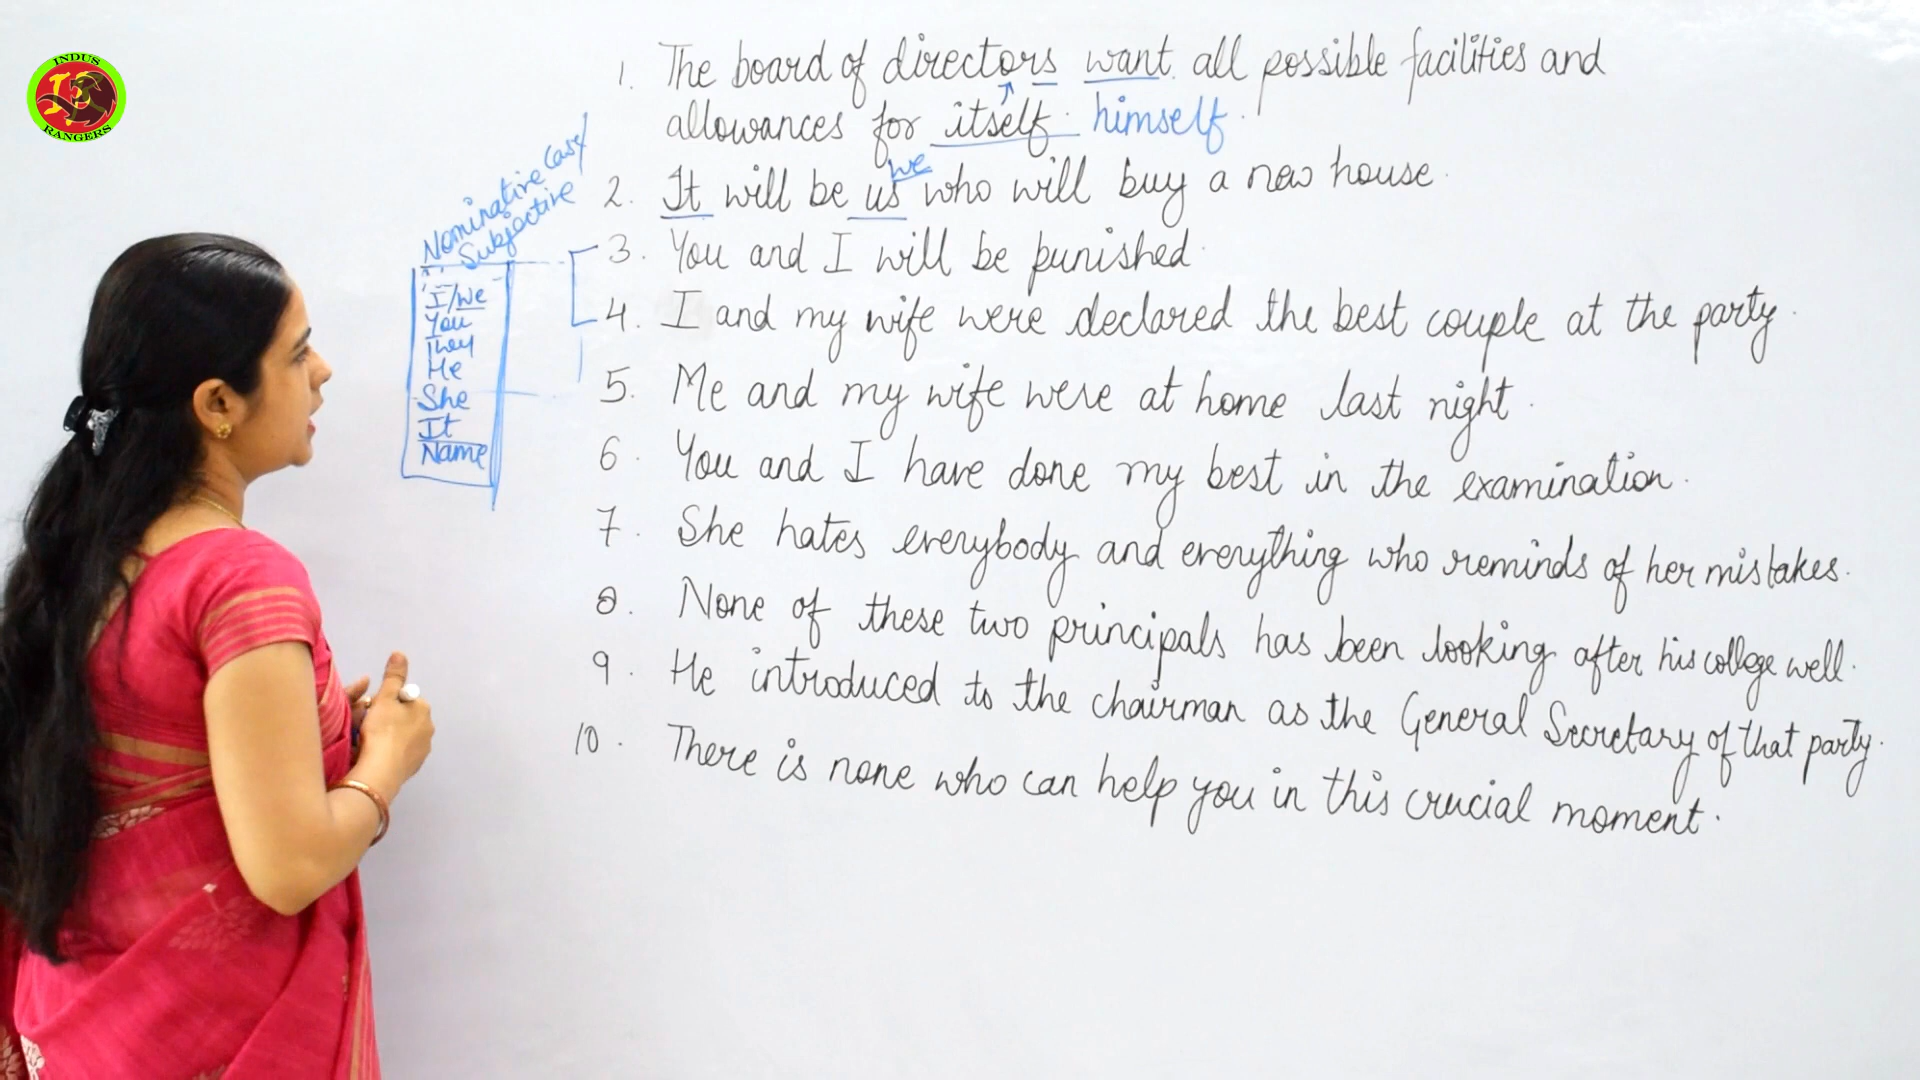 INDUS
RANGERS
Nominative Case/
Subjective
I/We
You
They
He
She
It
Name
1. The board of directors want all possible facilities and
allowances for itself. himself.
we
2. It will be us who will buy a new house.
3. You and I will be punished.
4. I and my wife were declared the best couple at the party.
5. Me and my wife were at home last night.
6. You and I have done my best in the examination.
7. She hates everybody and everything who reminds of her mistakes.
8. None of these two principals has been looking after his college well.
9. He introduced to the chairman as the General Secretary of that party.
10. There is none who can help you in this crucial moment.